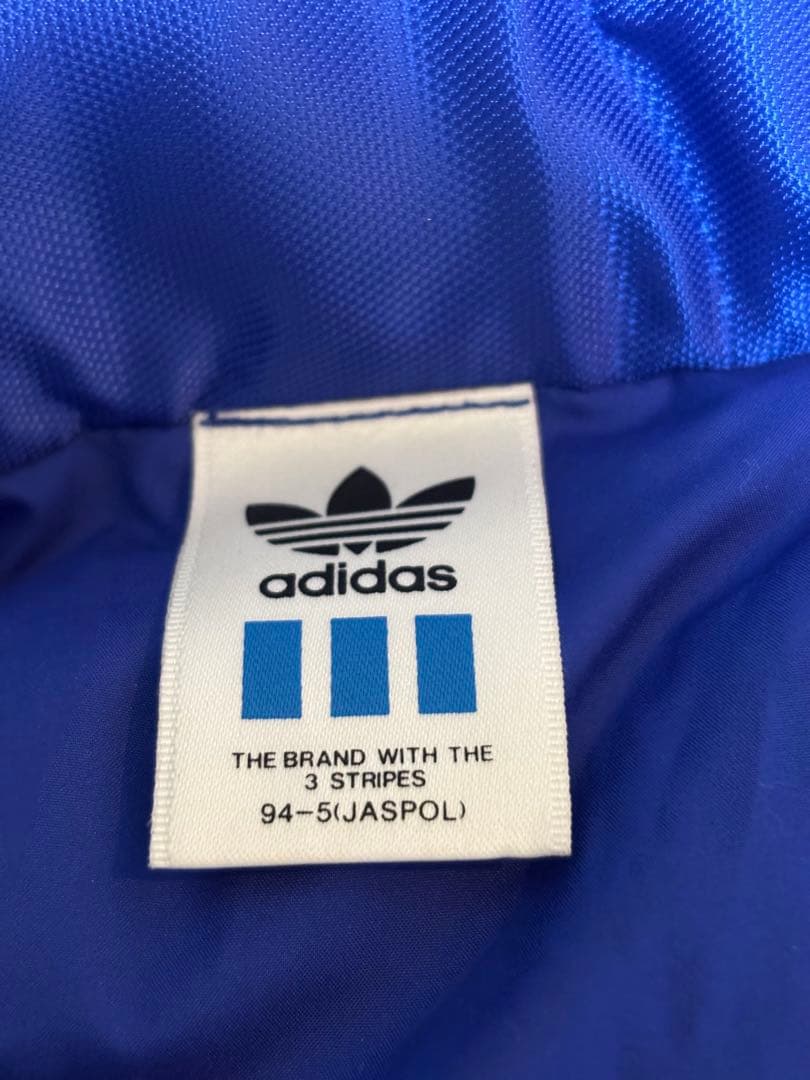 adidas
THE BRAND WITH THE
3 STRIPES
94-5(JASPOL)